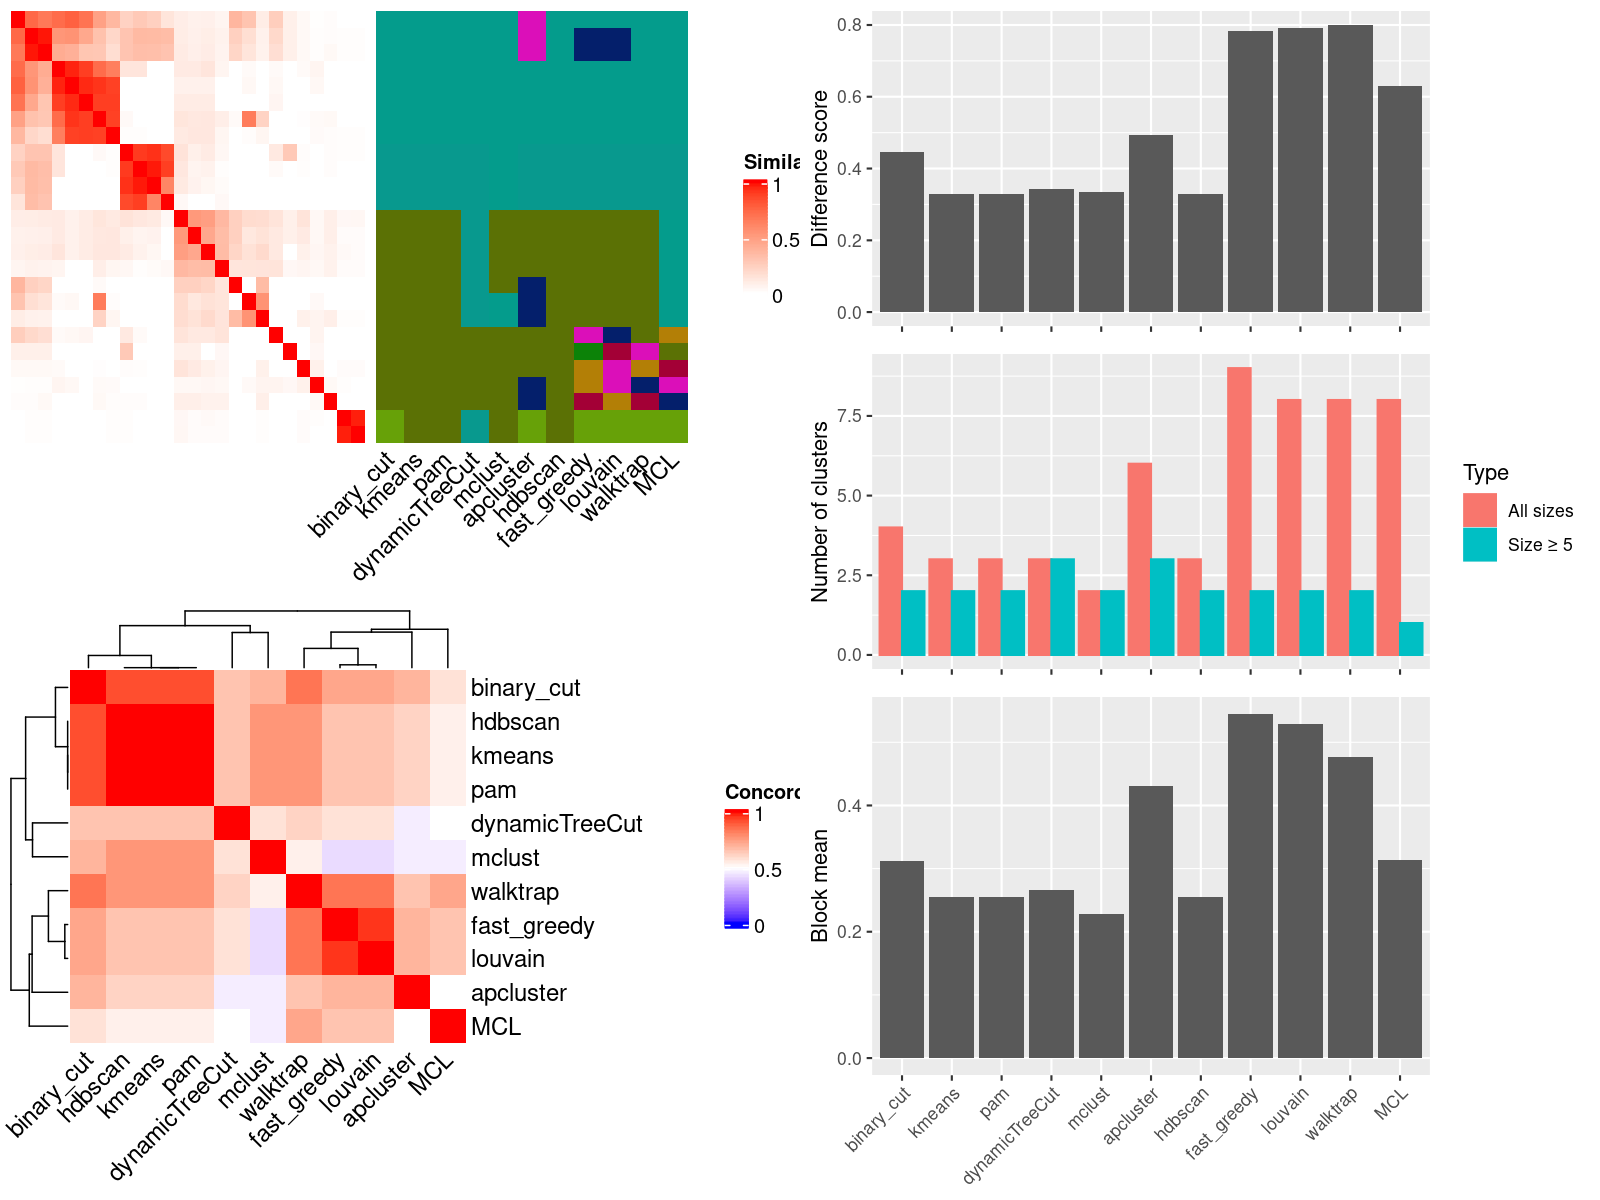 Simila
1
0.5
0
binary_cut
kmeans
pam
dynamicTreeCut
mclust
apcluster
hdbscan
fast_greedy
louvain
walktrap
MCL
binary_cut
hdbscan
kmeans
pam
dynamicTreeCut
mclust
walktrap
fast_greedy
louvain
apcluster
MCL
binary_cut
hdbscan
kmeans
pam
dynamicTreeCut
mclust
walktrap
fast_greedy
louvain
apcluster
MCL
Concord
1
0.5
0
Difference score
0.8
0.6
0.4
0.2
0.0
Number of clusters
7.5
5.0
2.5
0.0
Type
All sizes
Size ≥ 5
Block mean
0.4
0.2
0.0
binary_cut
kmeans
pam
dynamicTreeCut
mclust
apcluster
hdbscan
fast_greedy
louvain
walktrap
MCL